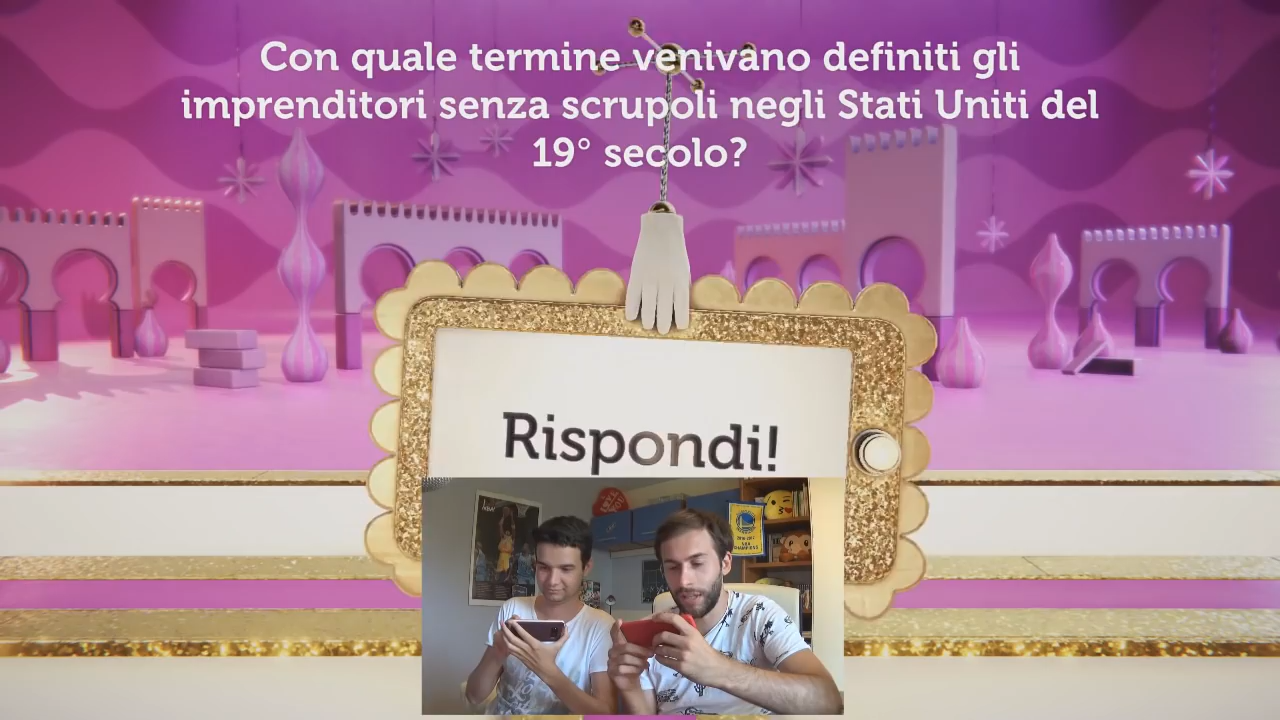 Con quale termine venivano definiti gli
imprenditori senza scrupoli negli Stati Uniti del
19° secolo?
Rispondi!